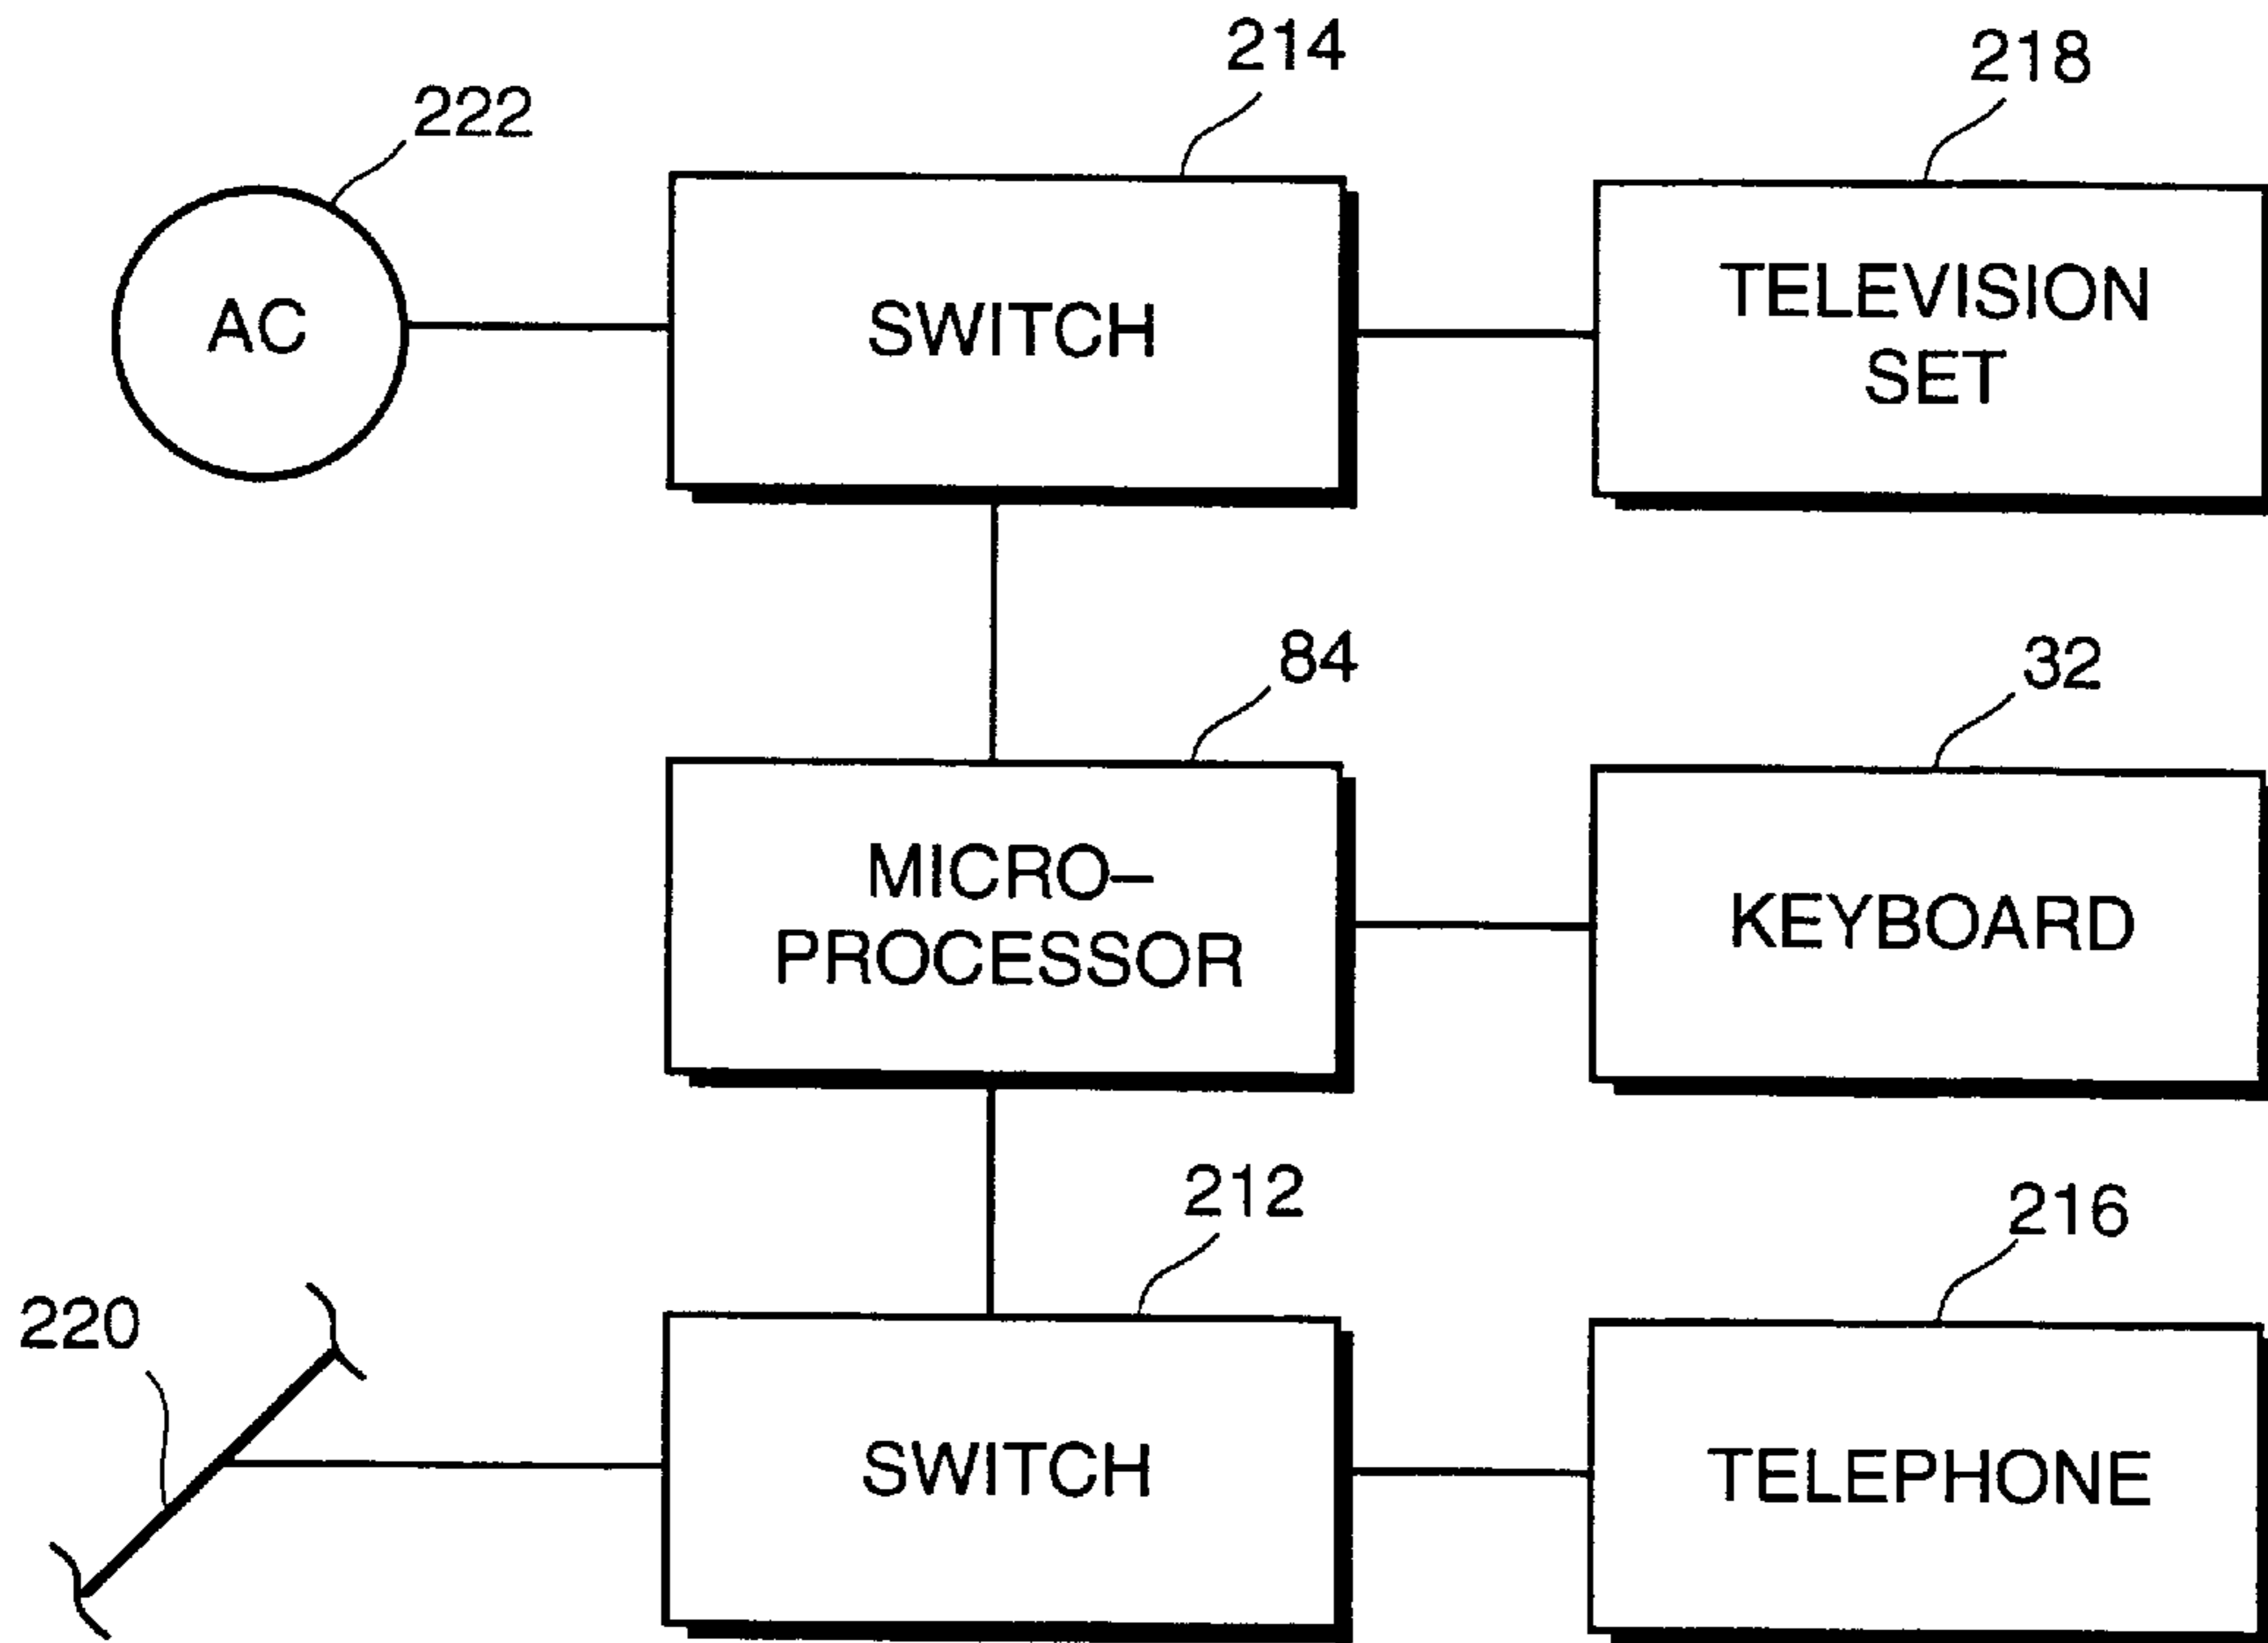 214
218
222
AC
SWITCH
TELEVISION
SET
84
32
MICRO–
PROCESSOR
KEYBOARD
212
216
220
SWITCH
TELEPHONE